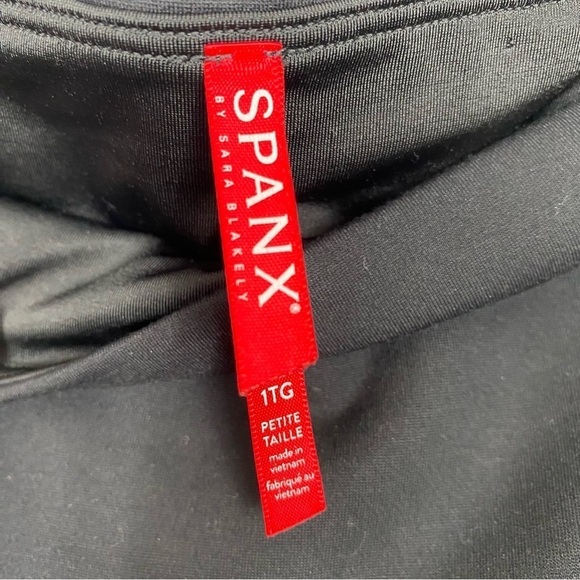 SPANX®
BY SARA BLAKELY
1TG
PETITE
TAILLE
made in
vietnam
fabriqué au
vietnam